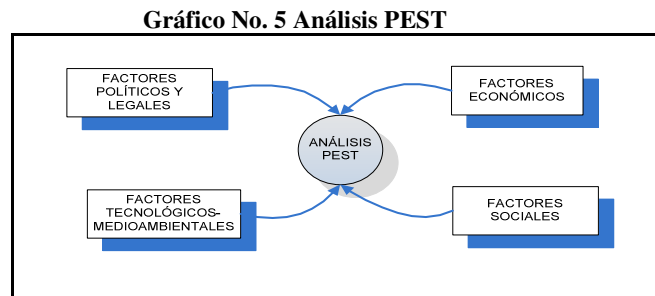 Gráfico No. 5 Análisis PEST
FACTORES
POLÍTICOS Y
LEGALES
FACTORES
ECONÓMICOS
ANÁLISIS
PEST
FACTORES
TECNOLÓGICOS-
MEDIOAMBIENTALES
FACTORES
SOCIALES